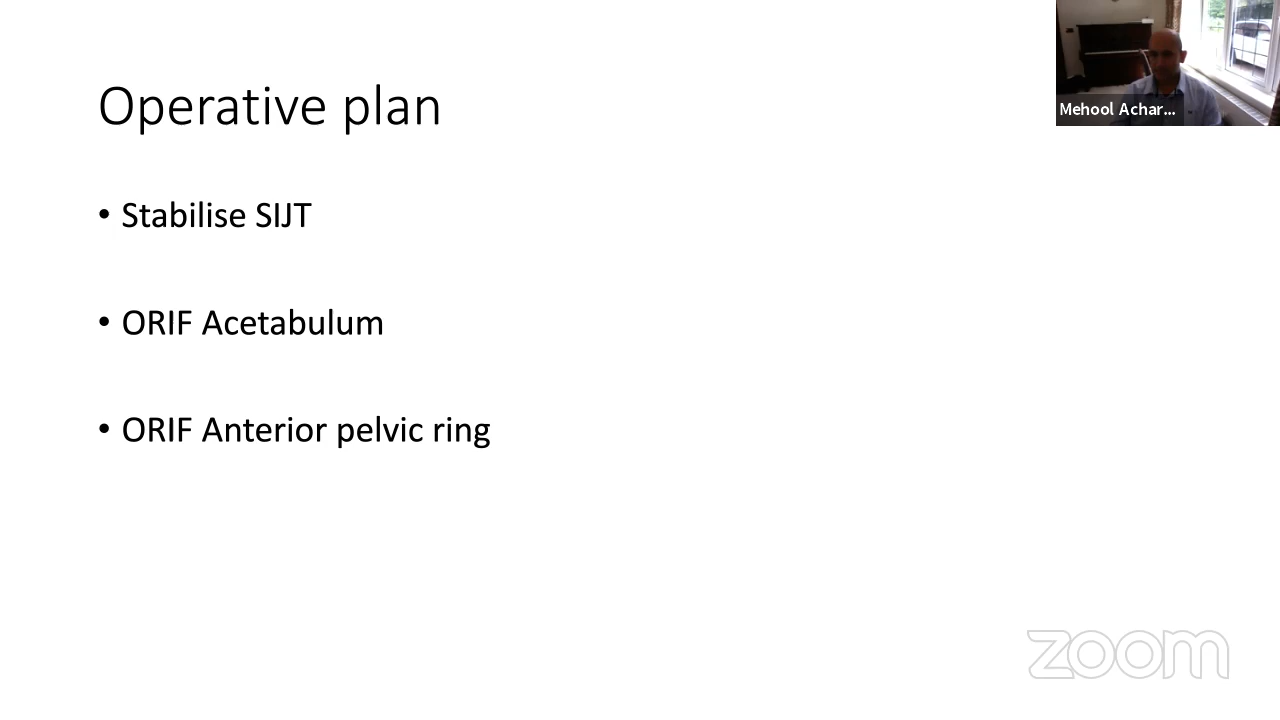 Operative plan
Mehool Achar...
• Stabilise SIJT
• ORIF Acetabulum
• ORIF Anterior pelvic ring
zoom